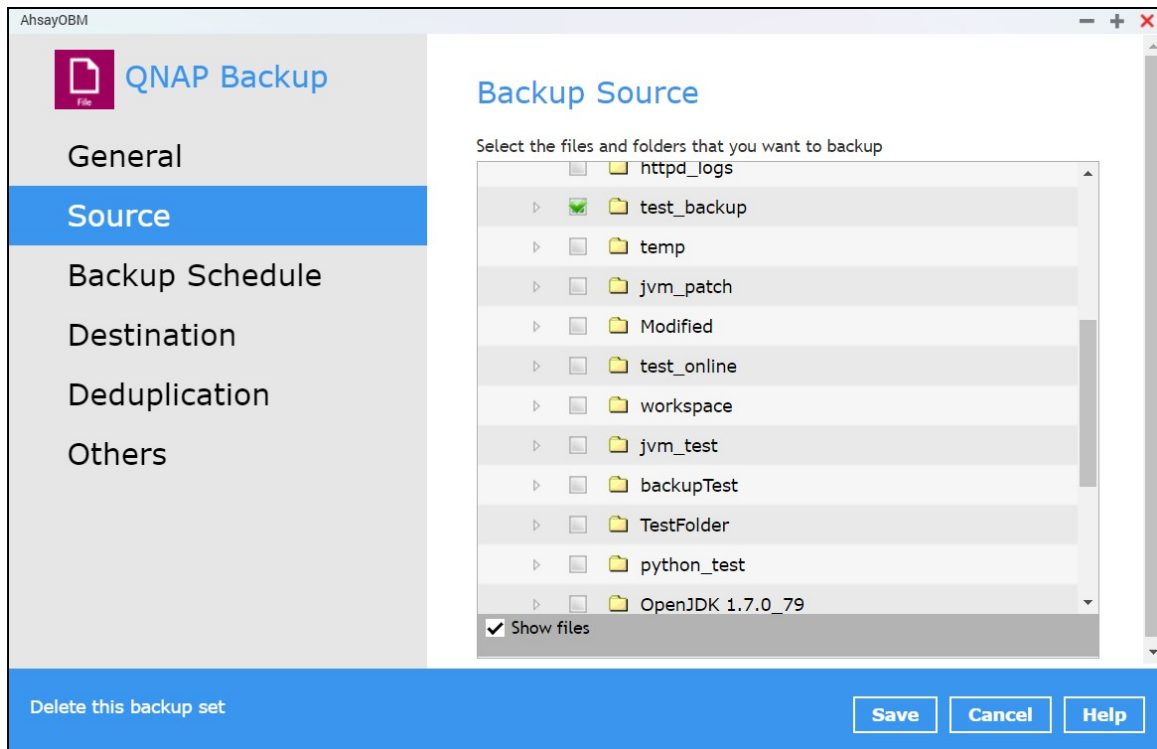 AhsayOBM
File
QNAP Backup
General
Source
Backup Schedule
Destination
Deduplication
Others
Backup Source
Select the files and folders that you want to backup
httpd_logs
test_backup
temp
jvm_patch
Modified
test_online
workspace
jvm_test
backupTest
TestFolder
python_test
OpenJDK 1.7.0_79
Show files
Delete this backup set
Save Cancel Help